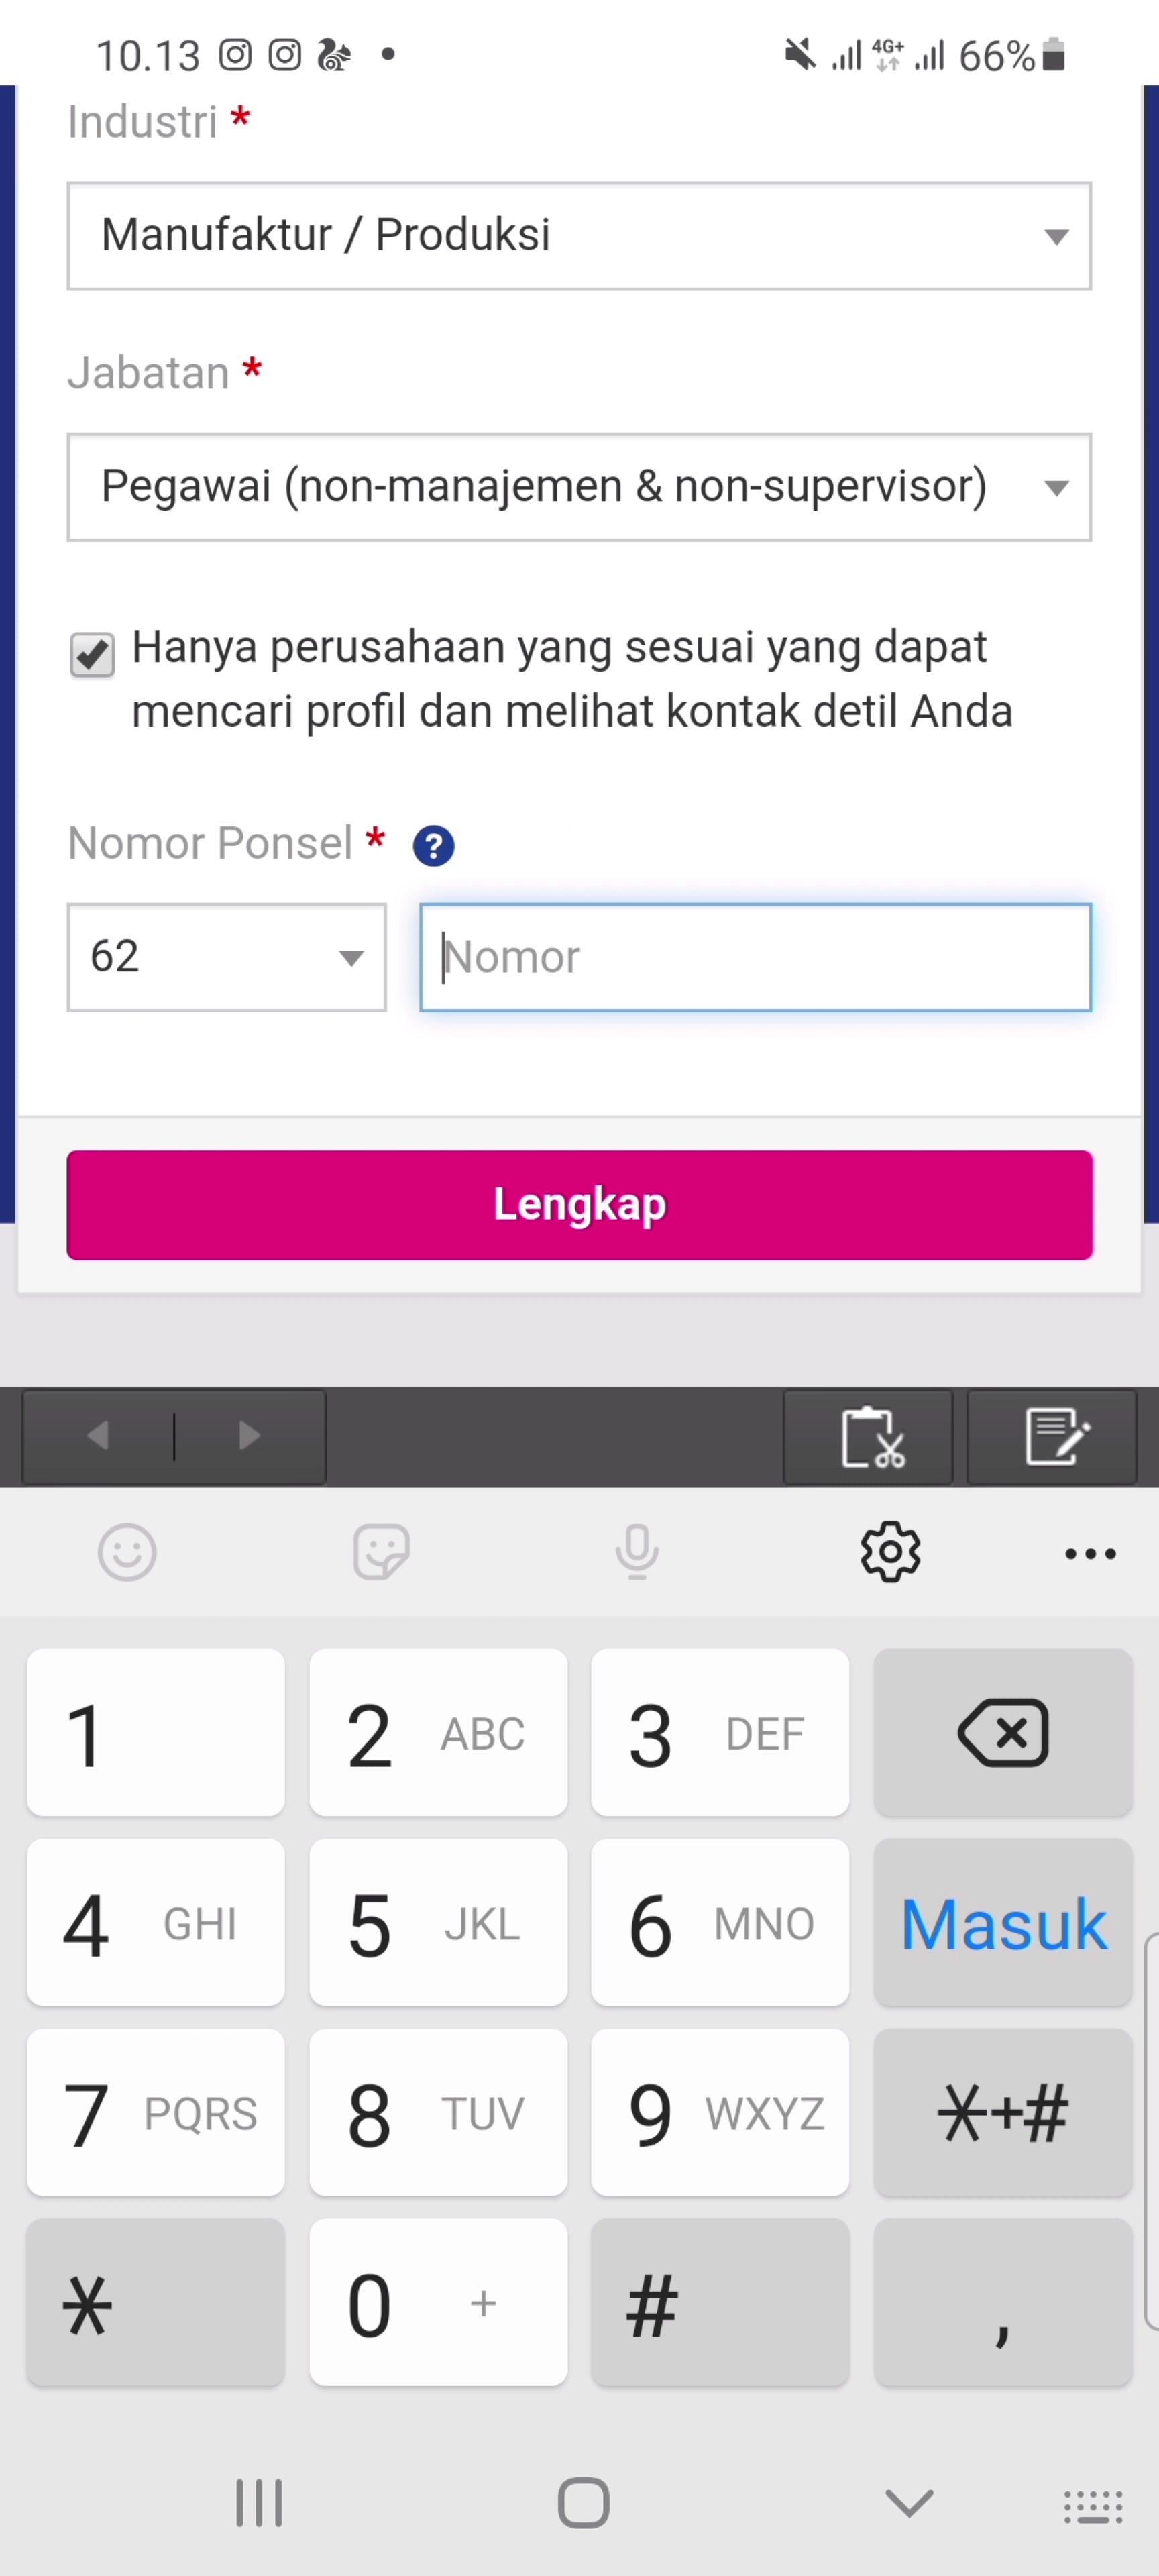 10.13 4G+ 66%
Industri *
Manufaktur / Produksi
Jabatan *
Pegawai (non-manajemen & non-supervisor)
Hanya perusahaan yang sesuai yang dapat
mencari profil dan melihat kontak detil Anda
Nomor Ponsel * ?
62 Nomor
Lengkap
1 2 ABC 3 DEF
4 GHI 5 JKL 6 MNO Masuk
7 PQRS 8 TUV 9 WXYZ *+#
* 0 + # ,